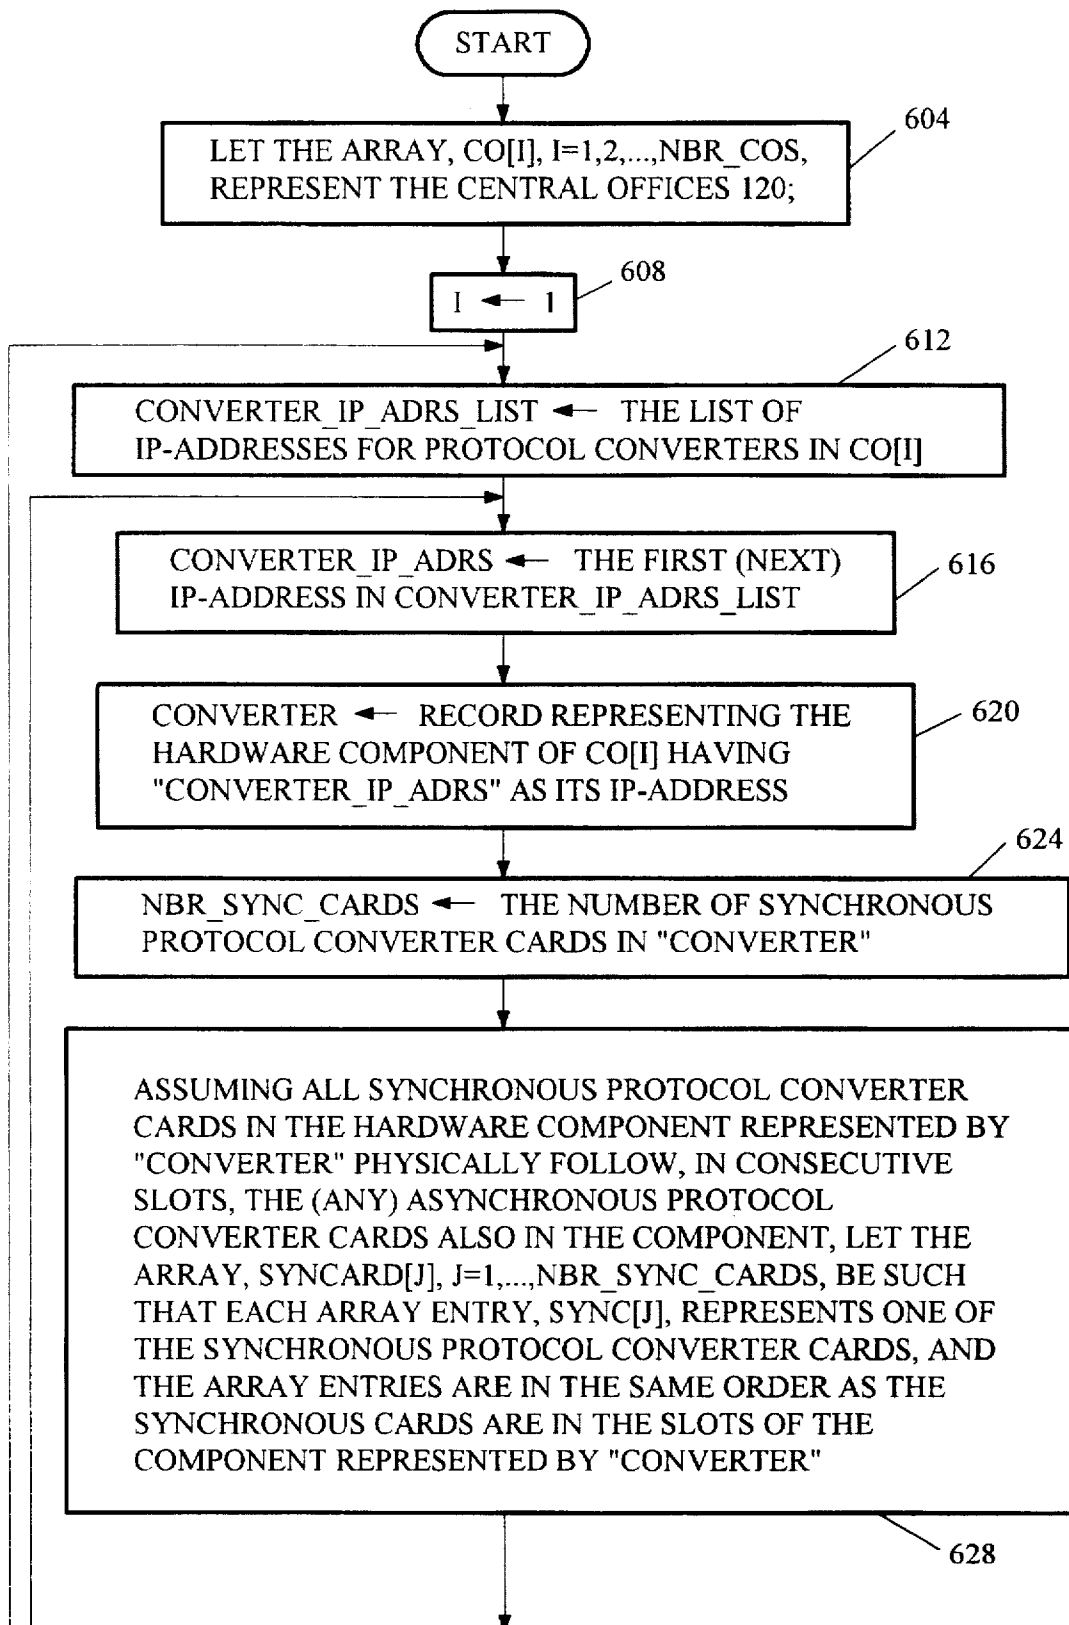 START
604
LET THE ARRAY, CO[I], I=1,2,...,NBR_COS,
REPRESENT THE CENTRAL OFFICES 120;
608
I ← 1
612
CONVERTER_IP_ADRS_LIST ← THE LIST OF
IP-ADDRESSES FOR PROTOCOL CONVERTERS IN CO[I]
CONVERTER_IP_ADRS ← THE FIRST (NEXT)
IP-ADDRESS IN CONVERTER_IP_ADRS_LIST
616
CONVERTER ← RECORD REPRESENTING THE
HARDWARE COMPONENT OF CO[I] HAVING
"CONVERTER_IP_ADRS" AS ITS IP-ADDRESS
620
624
NBR_SYNC_CARDS ← THE NUMBER OF SYNCHRONOUS
PROTOCOL CONVERTER CARDS IN "CONVERTER"
ASSUMING ALL SYNCHRONOUS PROTOCOL CONVERTER
CARDS IN THE HARDWARE COMPONENT REPRESENTED BY
"CONVERTER" PHYSICALLY FOLLOW, IN CONSECUTIVE
SLOTS, THE (ANY) ASYNCHRONOUS PROTOCOL
CONVERTER CARDS ALSO IN THE COMPONENT, LET THE
ARRAY, SYNCARD[J], J=1,...,NBR_SYNC_CARDS, BE SUCH
THAT EACH ARRAY ENTRY, SYNC[J], REPRESENTS ONE OF
THE SYNCHRONOUS PROTOCOL CONVERTER CARDS, AND
THE ARRAY ENTRIES ARE IN THE SAME ORDER AS THE
SYNCHRONOUS CARDS ARE IN THE SLOTS OF THE
COMPONENT REPRESENTED BY "CONVERTER"
628